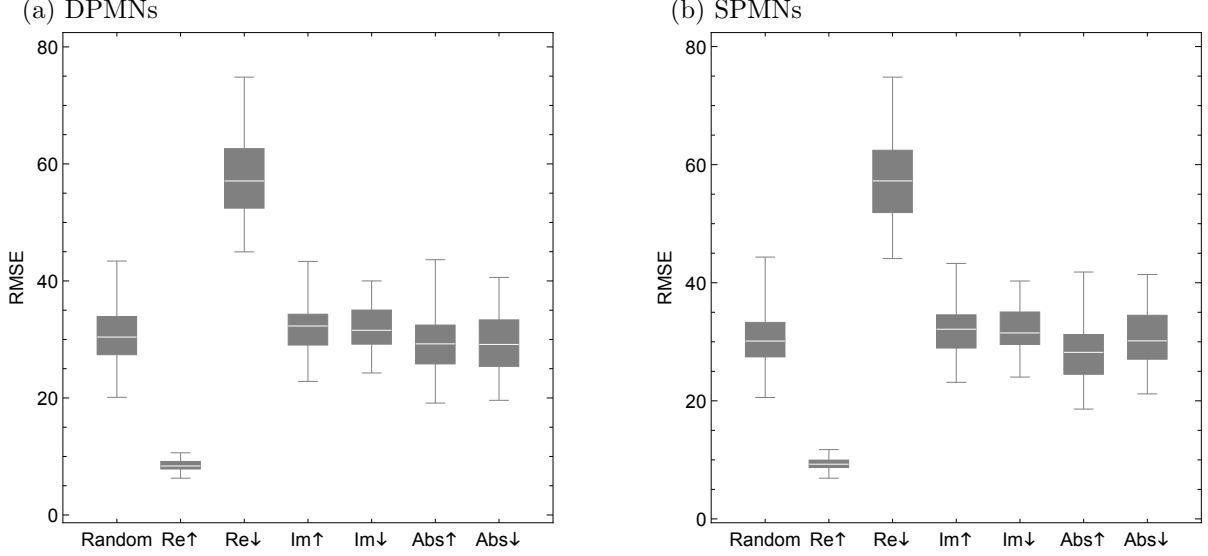 (a) DPMNs
80
60
40
20
0
RMSE
Random Re↑ Re↓ Im↑ Im↓ Abs↑ Abs↓
(b) SPMNs
80
60
40
20
0
RMSE
Random Re↑ Re↓ Im↑ Im↓ Abs↑ Abs↓